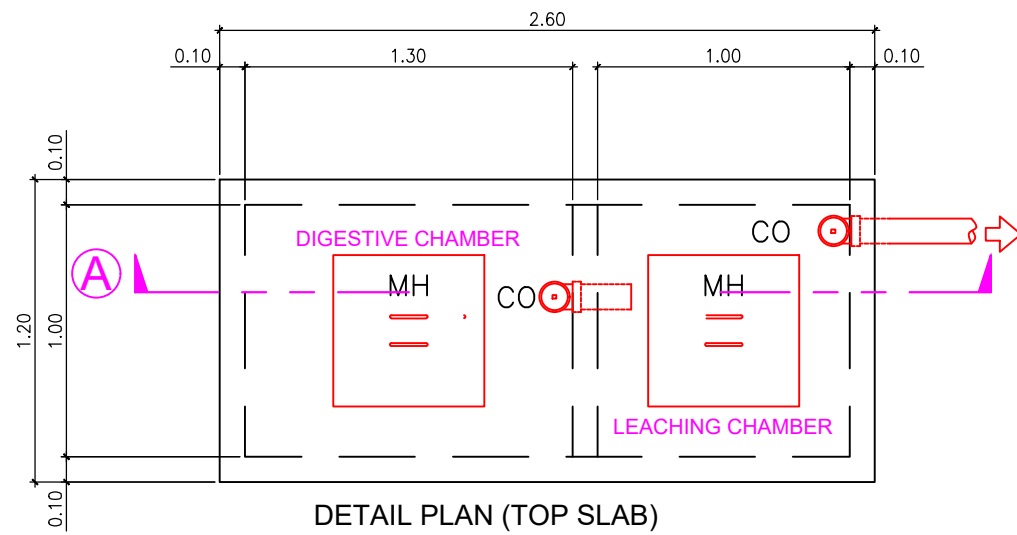 2.60
0.10 1.30 1.00 0.10
0.10
DIGESTIVE CHAMBER CO
A MH CO MH
1.20 1.00
LEACHING CHAMBER
0.10
DETAIL PLAN (TOP SLAB)